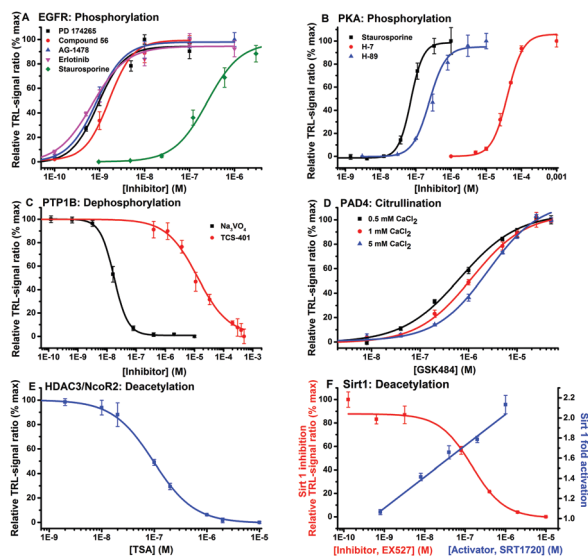 A EGFR: Phosphorylation
PD 174265
Compound 56
AG-1478
Erlotinib
Staurosporine
Relative TRL-signal ratio (% max)
100
80
60
40
20
0
1E-10 1E-9 1E-8 1E-7 1E-6
[Inhibitor] (M)
B PKA: Phosphorylation
Staurosporine
H-7
H-89
Relative TRL-signal ratio (% max)
100
80
60
40
20
0
1E-9 1E-8 1E-7 1E-6 1E-5 1E-4 0,001
[Inhibitor] (M)
PTP1B: Dephosphorylation
C
Na3VO4
TCS-401
Relative TRL-signal ratio (% max)
100
80
60
40
20
0
1E-10 1E-9 1E-8 1E-7 1E-6 1E-5 1E-4 1E-3
[Inhibitor] (M)
D PAD4: Citrullination
0.5 mM CaCl2
1 mM CaCl2
5 mM CaCl2
Relative TRL-signal ratio (% max)
100
80
60
40
20
0
1E-8 1E-7 1E-6 1E-5
[GSK484] (M)
E HDAC3/NcoR2: Deacetylation
Relative TRL-signal ratio (% max)
100
80
60
40
20
0
1E-9 1E-8 1E-7 1E-6 1E-5
[TSA] (M)
F Sirt1: Deacetylation
Sirt 1 inhibition
Relative TRL-signal ratio (% max)
100
80
60
40
20
0
Sirt 1 fold activation
2.2
2.0
1.8
1.6
1.4
1.2
1.0
1E-9 1E-8 1E-7 1E-6 1E-5
[Inhibitor, EX527] (M) [Activator, SRT1720] (M)